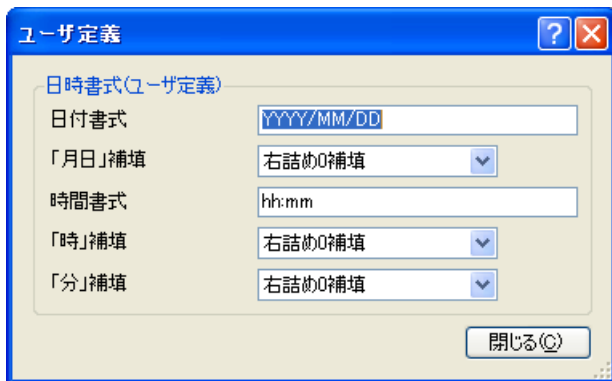 ユーザ定義
日時書式(ユーザ定義)
日付書式 YYYY/MM/DD
「月日」補填 右詰め0補填
時間書式 hh:mm
「時」補填 右詰め0補填
「分」補填 右詰め0補填
閉じる(C)